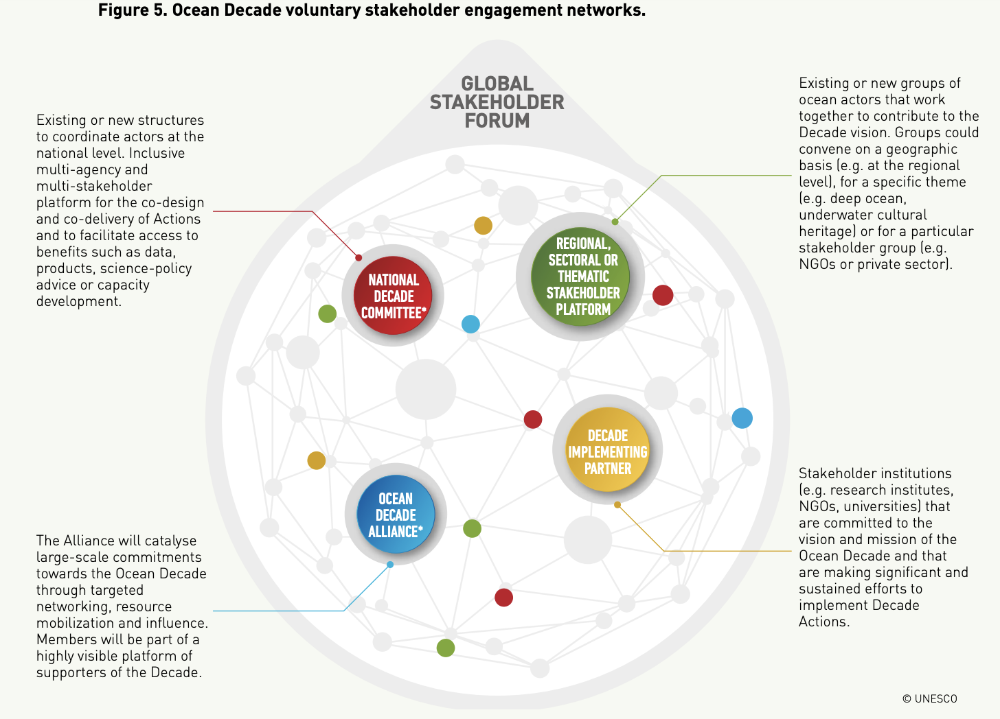 Figure 5. Ocean Decade voluntary stakeholder engagement networks.
GLOBAL
STAKEHOLDER
FORUM
Existing or new structures
to coordinate actors at the
national level. Inclusive
multi-agency and
multi-stakeholder
platform for the co-design
and co-delivery of Actions
and to facilitate access to
benefits such as data,
products, science-policy
advice or capacity
development.
Existing or new groups of
ocean actors that work
together to contribute to the
Decade vision. Groups could
convene on a geographic
basis (e.g. at the regional
level), for a specific theme
(e.g. deep ocean,
underwater cultural
heritage) or for a particular
stakeholder group (e.g.
NGOs or private sector).
NATIONAL
DECADE
COMMITTEE*
REGIONAL,
SECTORAL OR
THEMATIC
STAKEHOLDER
PLATFORM
OCEAN
DECADE
ALLIANCE*
DECADE
IMPLEMENTING
PARTNER
The Alliance will catalyse
large-scale commitments
towards the Ocean Decade
through targeted
networking, resource
mobilization and influence.
Members will be part of a
highly visible platform of
supporters of the Decade.
Stakeholder institutions
(e.g. research institutes,
NGOs, universities) that
are committed to the
vision and mission of the
Ocean Decade and that
are making significant and
sustained efforts to
implement Decade
Actions.
© UNESCO